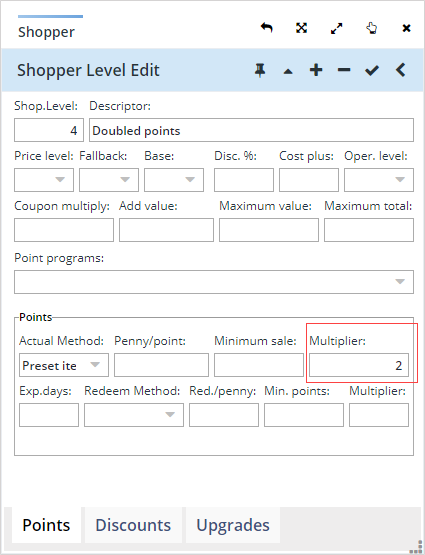 Shopper
Shopper Level Edit
Shop.Level: Descriptor:
4 Doubled points
Price level: Fallback: Base: Disc. %: Cost plus: Oper. level:
Coupon multiply: Add value: Maximum value: Maximum total:
Point programs:
Points
Actual Method: Penny/point: Minimum sale: Multiplier:
Preset ite 2
Exp.days: Redeem Method: Red./penny: Min. points: Multiplier:
Points Discounts Upgrades